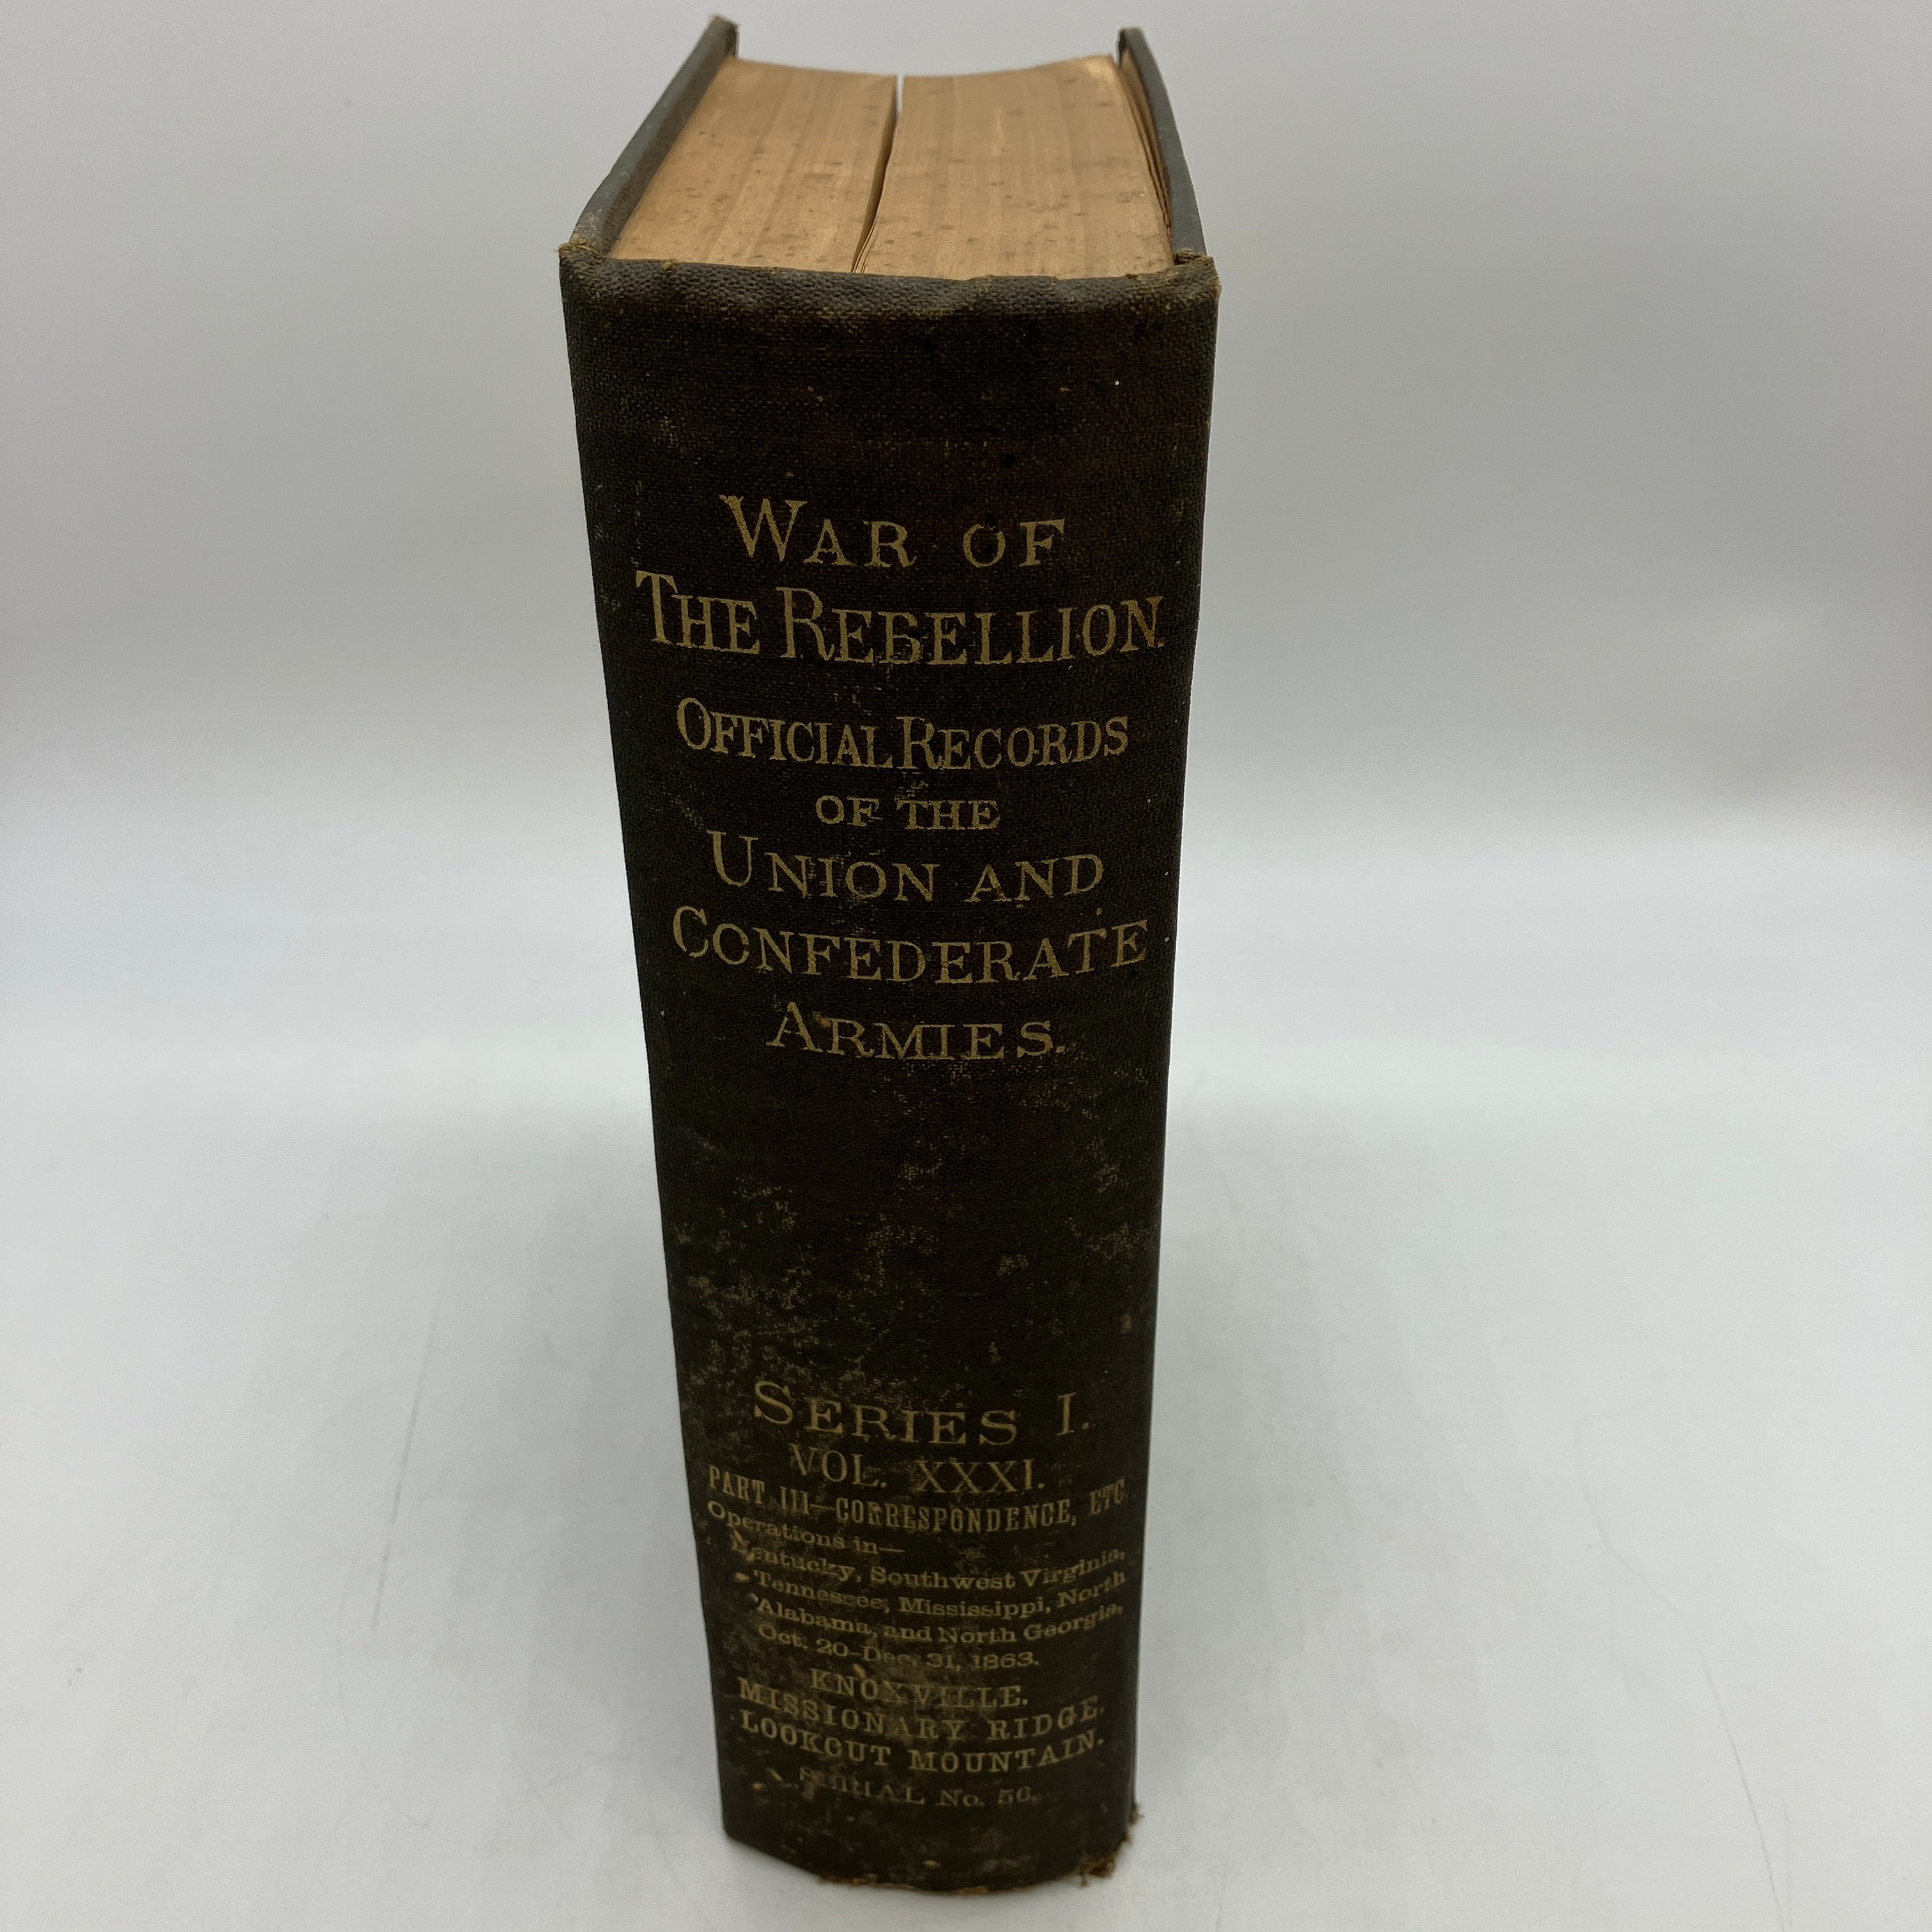 WAR OF
THE REBELLION.
OFFICIAL RECORDS
OF THE
UNION AND
CONFEDERATE
ARMIES.
SERIES I.
VOL. XXXI.
PART III—CORRESPONDENCE, ETC.
Operations in—
Kentucky, Southwest Virginia,
Tennessee, Mississippi, North
Alabama, and North Georgia,
Oct. 20–Dec. 31, 1863.
KNOXVILLE.
MISSIONARY RIDGE.
LOOKOUT MOUNTAIN.
SERIAL No. 56.